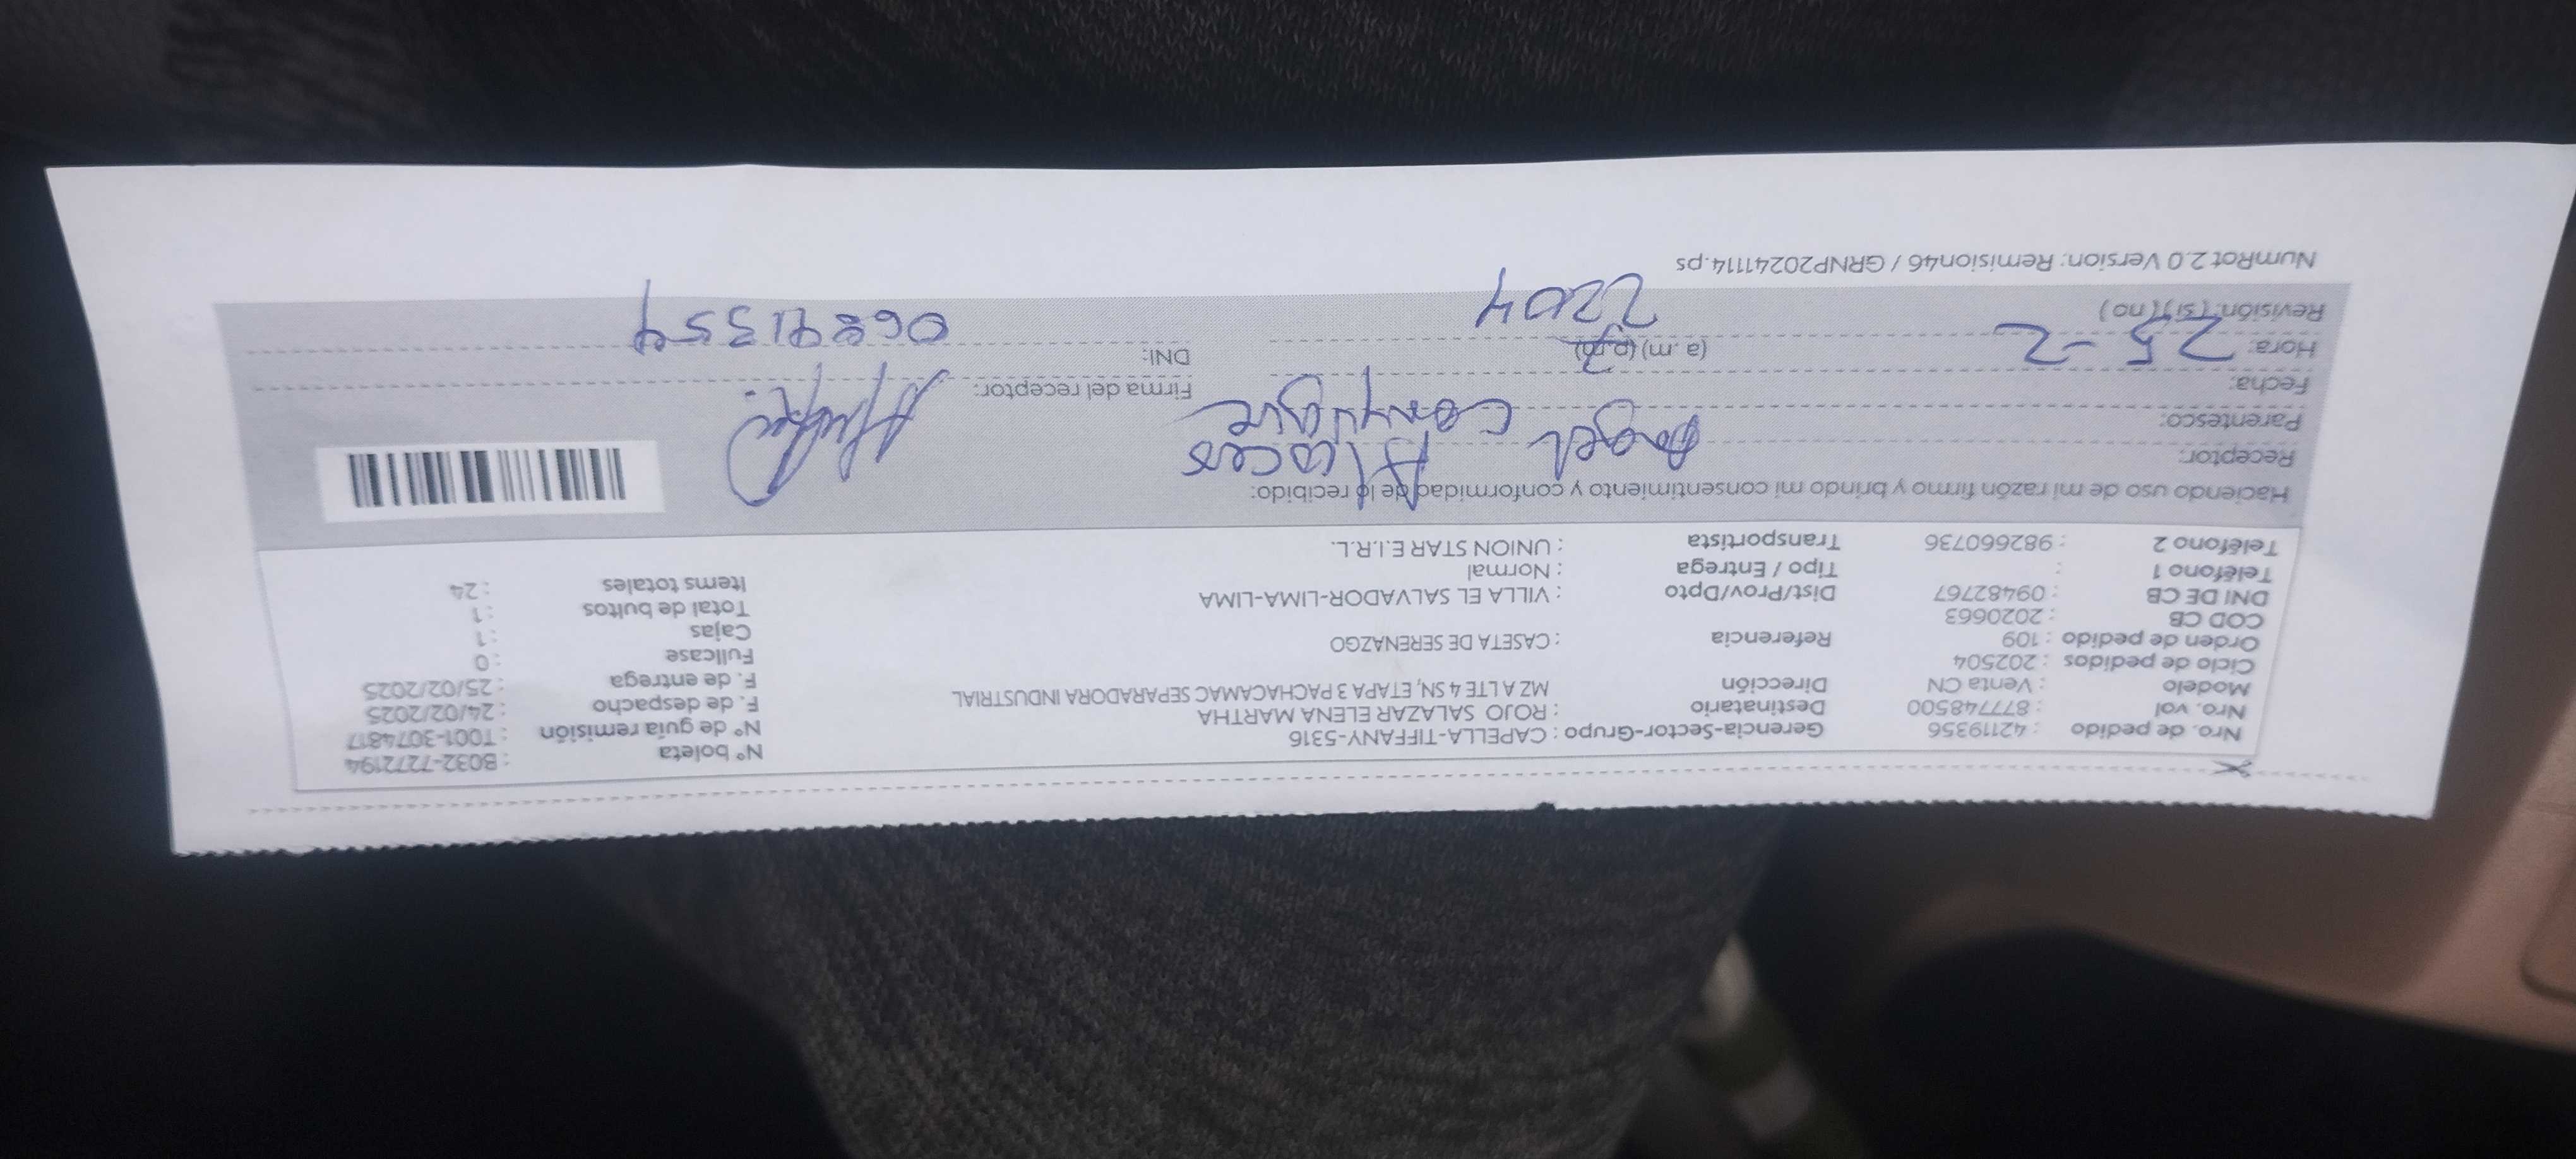 Nro. de pedido : 42119356 Gerencia-Sector-Grupo : CAPELLA-TIFFANY-5316 N° boleta : B032-7272194
Nro. vol : 877748500 Destinatario : ROJO SALAZAR ELENA MARTHA N° de guía remisión : T001-3074817
Modelo : Venta CN Dirección MZ A LTE 4 SN, ETAPA 3 PACHACAMAC SEPARADORA INDUSTRIAL F. de despacho : 24/02/2025
Ciclo de pedidos : 202504 F. de entrega : 25/02/2025
Orden de pedido : 109 Referencia : CASETA DE SERENAZGO Fullcase : 0
COD CB : 2020663 Cajas : 1
DNI DE CB : 09482767 Dist/Prov/Dpto : VILLA EL SALVADOR-LIMA-LIMA Total de bultos : 1
Teléfono 1 : Tipo / Entrega : Normal Items totales : 24
Teléfono 2 : 982660736 Transportista : UNION STAR E.I.R.L.
Haciendo uso de mi razón firmo y brindo mi consentimiento y conformidad de lo recibido:
Receptor: Angel
Parentesco: Conyugue
Fecha: 25-2 Firma del receptor:
Hora: (a.m) (p.m) DNI: 06891354
Revisión: (si) (no) 2204
NumRot 2.0 Version: Remision46 / GRNP20241114.ps